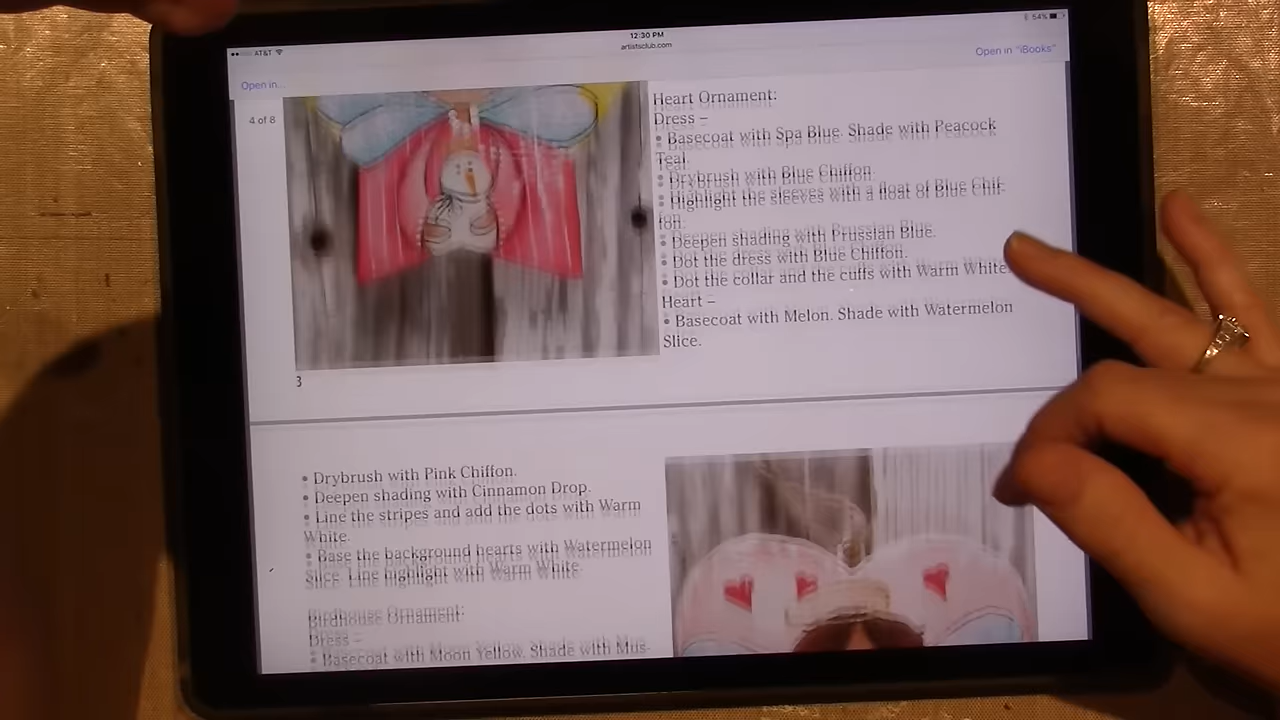 AT&T
12:30 PM
54%
artistsclub.com
Open in...
Open in "iBooks"
4 of 8
Heart Ornament:
Dress –
• Basecoat with Spa Blue. Shade with Peacock
Teal.
• Drybrush with Blue Chiffon.
• Highlight the sleeves with a float of Blue Chif-
fon.
• Deepen shading with Prussian Blue.
• Dot the dress with Blue Chiffon.
• Dot the collar and the cuffs with Warm White.
Heart –
• Basecoat with Melon. Shade with Watermelon
Slice.
3
• Drybrush with Pink Chiffon.
• Deepen shading with Cinnamon Drop.
• Line the stripes and add the dots with Warm
White.
• Base the background hearts with Watermelon
Slice. Line highlight with Warm White.
Birdhouse Ornament:
Dress –
• Basecoat with Moon Yellow. Shade with Mus-